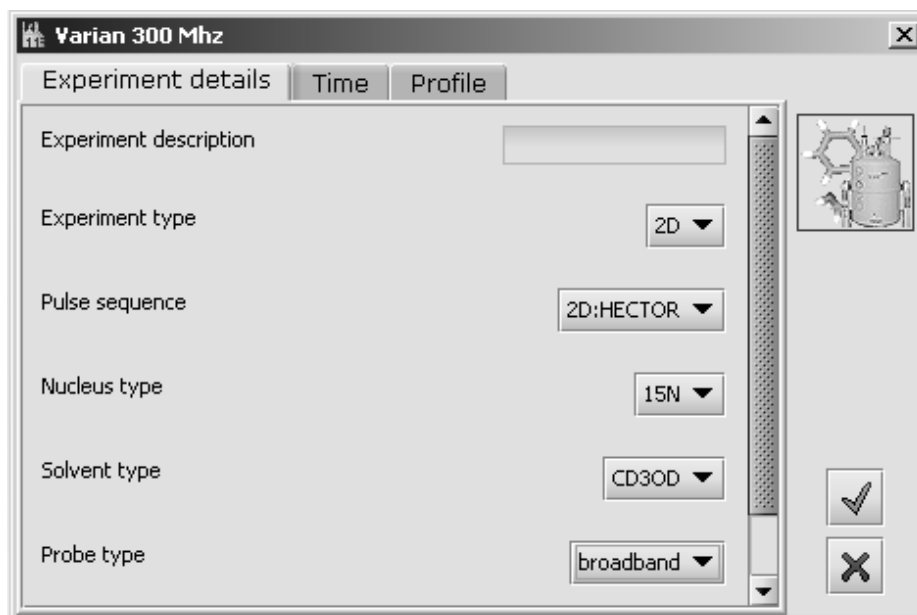 Varian 300 Mhz
Experiment details Time Profile
Experiment description
Experiment type 2D
Pulse sequence 2D:HECTOR
Nucleus type 15N
Solvent type CD3OD
Probe type broadband